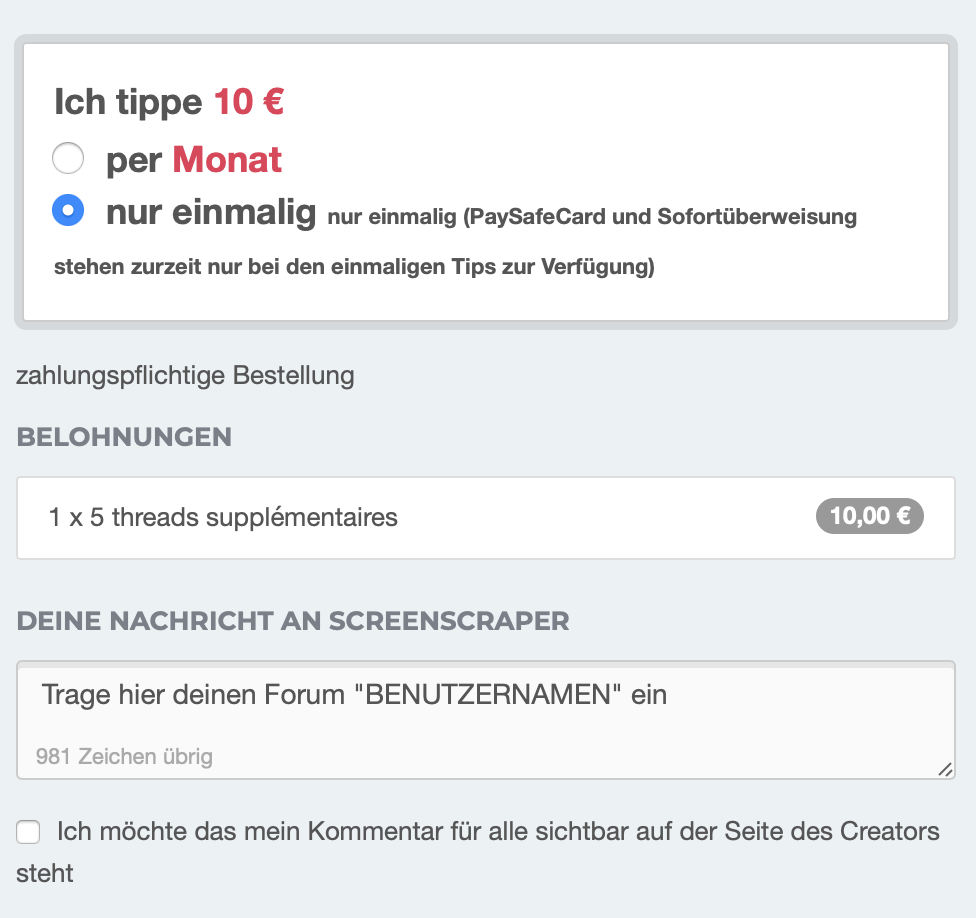 Ich tippe 10 €
per Monat
nur einmalig nur einmalig (PaySafeCard und Sofortüberweisung
stehen zurzeit nur bei den einmaligen Tips zur Verfügung)
zahlungspflichtige Bestellung
BELOHNUNGEN
1 x 5 threads supplémentaires 10,00 €
DEINE NACHRICHT AN SCREENSCRAPER
Trage hier deinen Forum "BENUTZERNAMEN" ein
981 Zeichen übrig
Ich möchte das mein Kommentar für alle sichtbar auf der Seite des Creators
steht